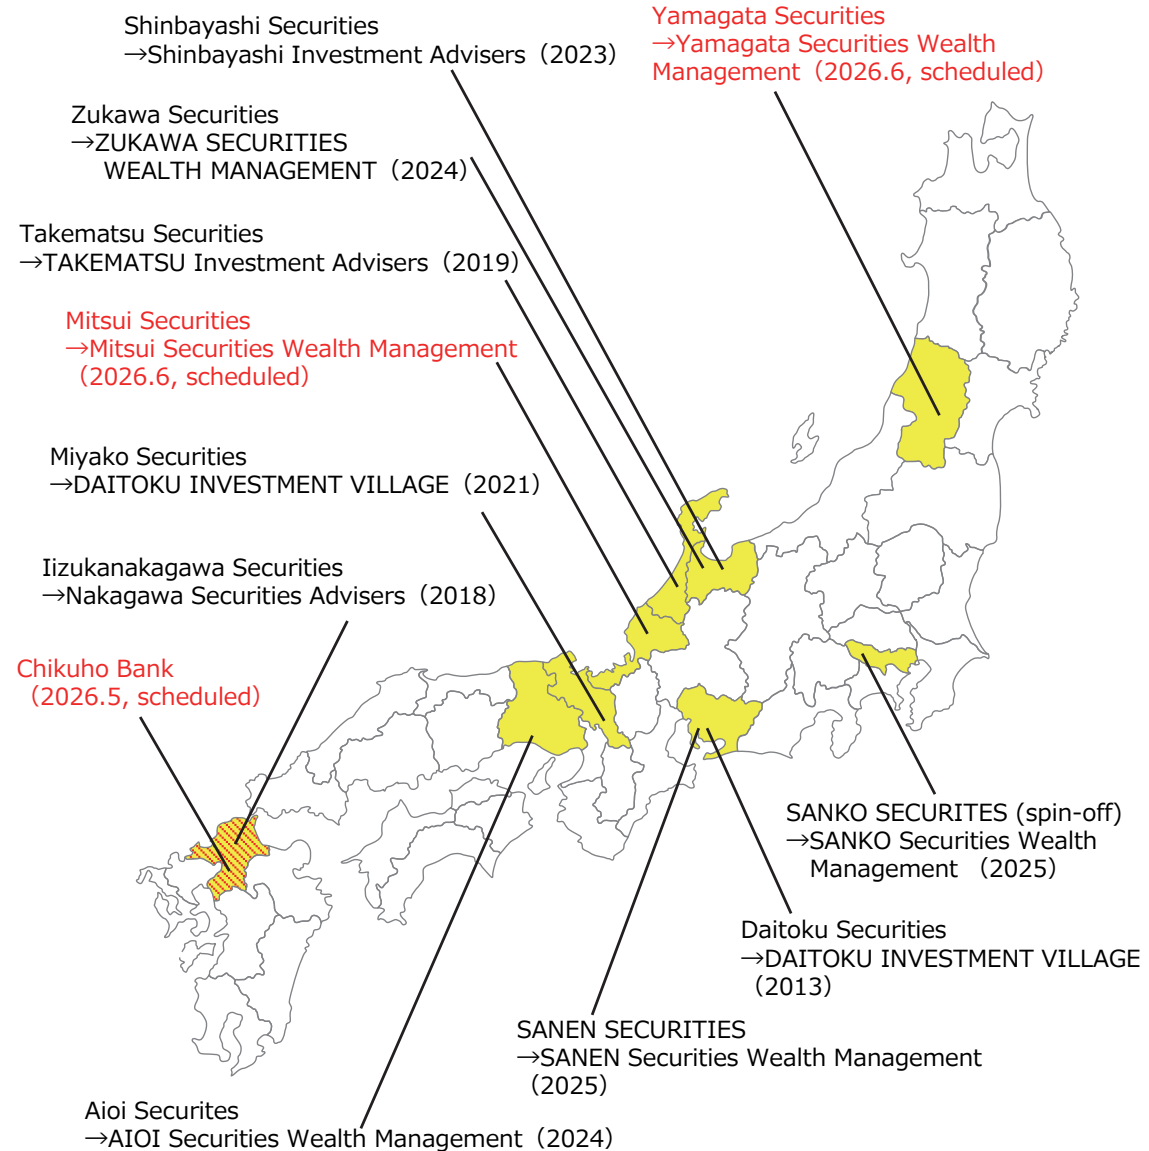 Shinbayashi Securities
→Shinbayashi Investment Advisers（2023）
Yamagata Securities
→Yamagata Securities Wealth
Management（2026.6, scheduled）
Zukawa Securities
→ZUKAWA SECURITIES
WEALTH MANAGEMENT（2024）
Takematsu Securities
→TAKEMATSU Investment Advisers（2019）
Mitsui Securities
→Mitsui Securities Wealth Management
（2026.6, scheduled）
Miyako Securities
→DAITOKU INVESTMENT VILLAGE（2021）
Iizukanakagawa Securities
→Nakagawa Securities Advisers（2018）
Chikuho Bank
（2026.5, scheduled）
SANKO SECURITES (spin-off)
→SANKO Securities Wealth
Management （2025）
Daitoku Securities
→DAITOKU INVESTMENT VILLAGE
（2013）
SANEN SECURITIES
→SANEN Securities Wealth Management
（2025）
Aioi Securites
→AIOI Securities Wealth Management（2024）